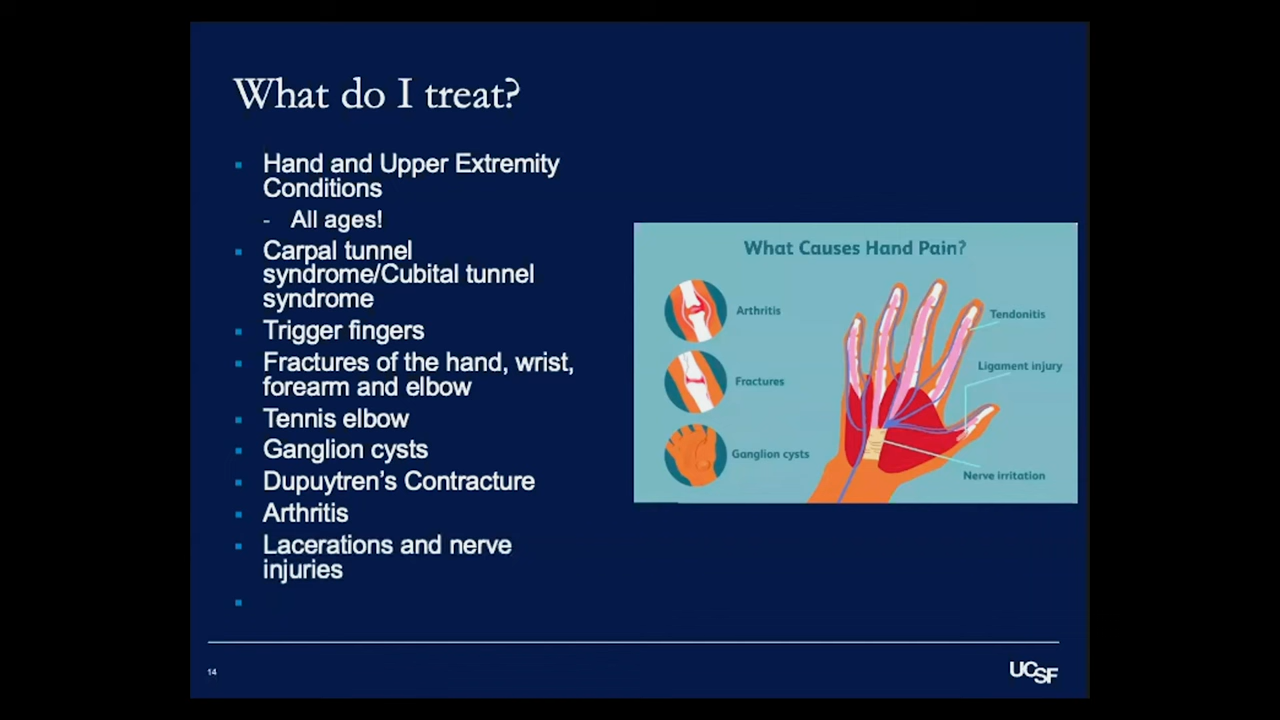 What do I treat?
Hand and Upper Extremity
Conditions
- All ages!
Carpal tunnel
syndrome/Cubital tunnel
syndrome
Trigger fingers
Fractures of the hand, wrist,
forearm and elbow
Tennis elbow
Ganglion cysts
Dupuytren's Contracture
Arthritis
Lacerations and nerve
injuries
What Causes Hand Pain?
Arthritis
Fractures
Ganglion cysts
Tendonitis
Ligament injury
Nerve irritation
14
UCSF